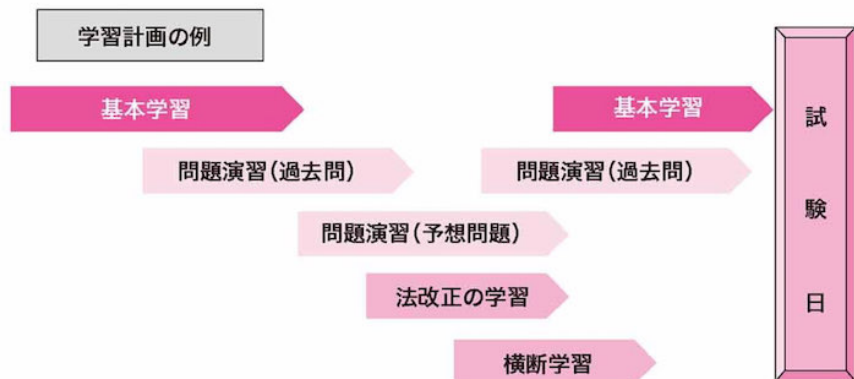 学習計画の例
基本学習
基本学習
問題演習(過去問)
問題演習(過去問)
問題演習(予想問題)
法改正の学習
横断学習
試験日